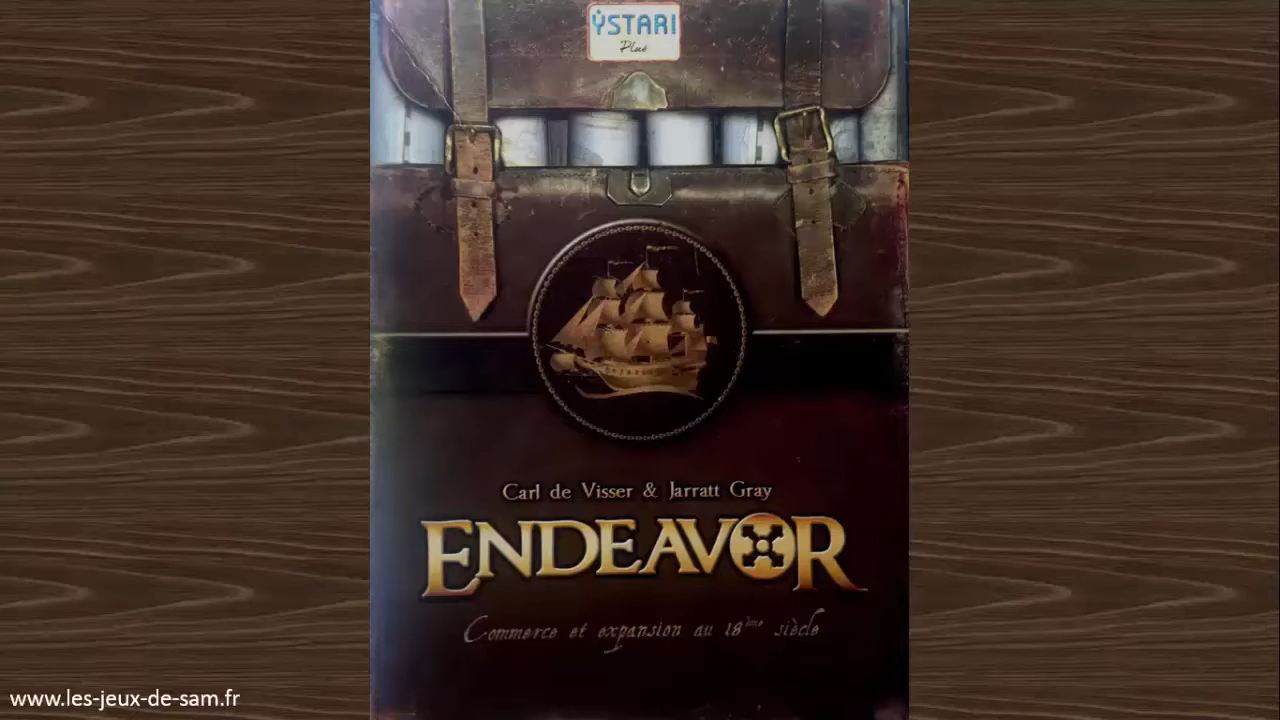 ÿSTARI
Plus
Carl de Visser & Jarratt Gray
ENDEAVOR
Commerce et expansion au 18ème siècle
www.les-jeux-de-sam.fr